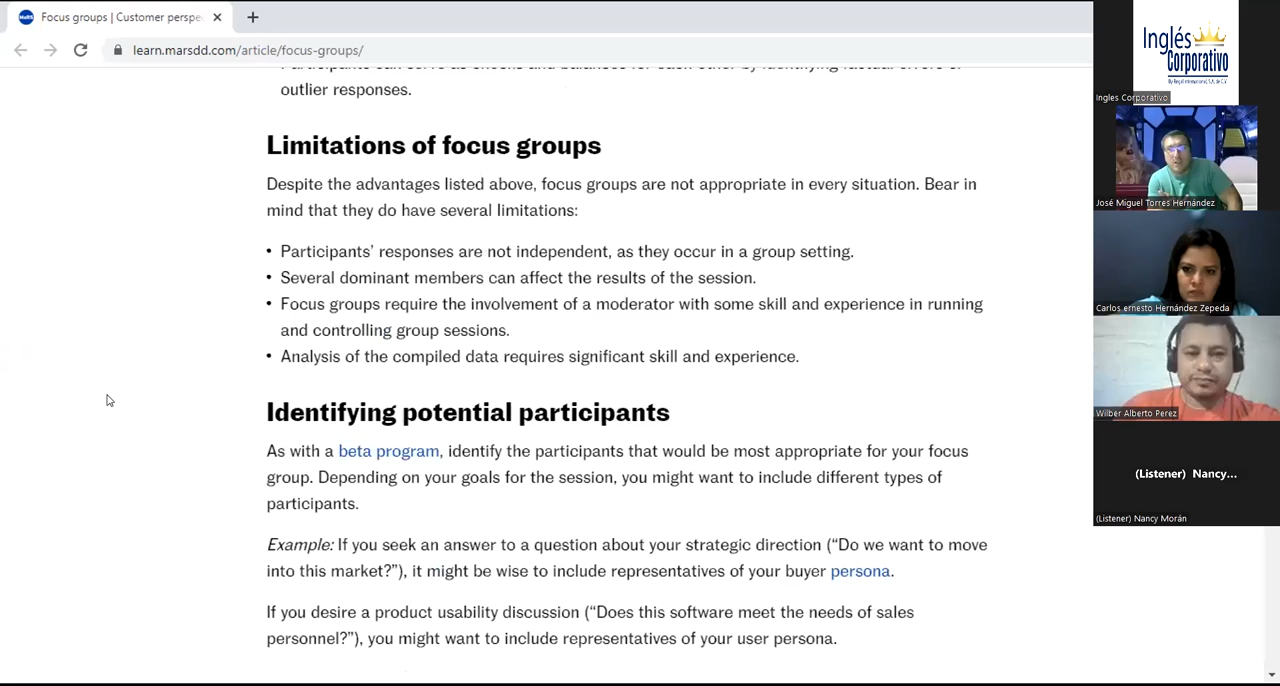 Focus groups | Customer perspe
learn.marsdd.com/article/focus-groups/
outlier responses.
Limitations of focus groups
Despite the advantages listed above, focus groups are not appropriate in every situation. Bear in
mind that they do have several limitations:
• Participants' responses are not independent, as they occur in a group setting.
• Several dominant members can affect the results of the session.
• Focus groups require the involvement of a moderator with some skill and experience in running
and controlling group sessions.
• Analysis of the compiled data requires significant skill and experience.
Identifying potential participants
As with a beta program, identify the participants that would be most appropriate for your focus
group. Depending on your goals for the session, you might want to include different types of
participants.
Example: If you seek an answer to a question about your strategic direction (“Do we want to move
into this market?”), it might be wise to include representatives of your buyer persona.
If you desire a product usability discussion (“Does this software meet the needs of sales
personnel?”), you might want to include representatives of your user persona.
Inglés
Corporativo
Ingles Corporativo
José Miguel Torres Hernández
Carlos ernesto Hernández Zepeda
Wilber Alberto Perez
(Listener) Nancy...
(Listener) Nancy Morán